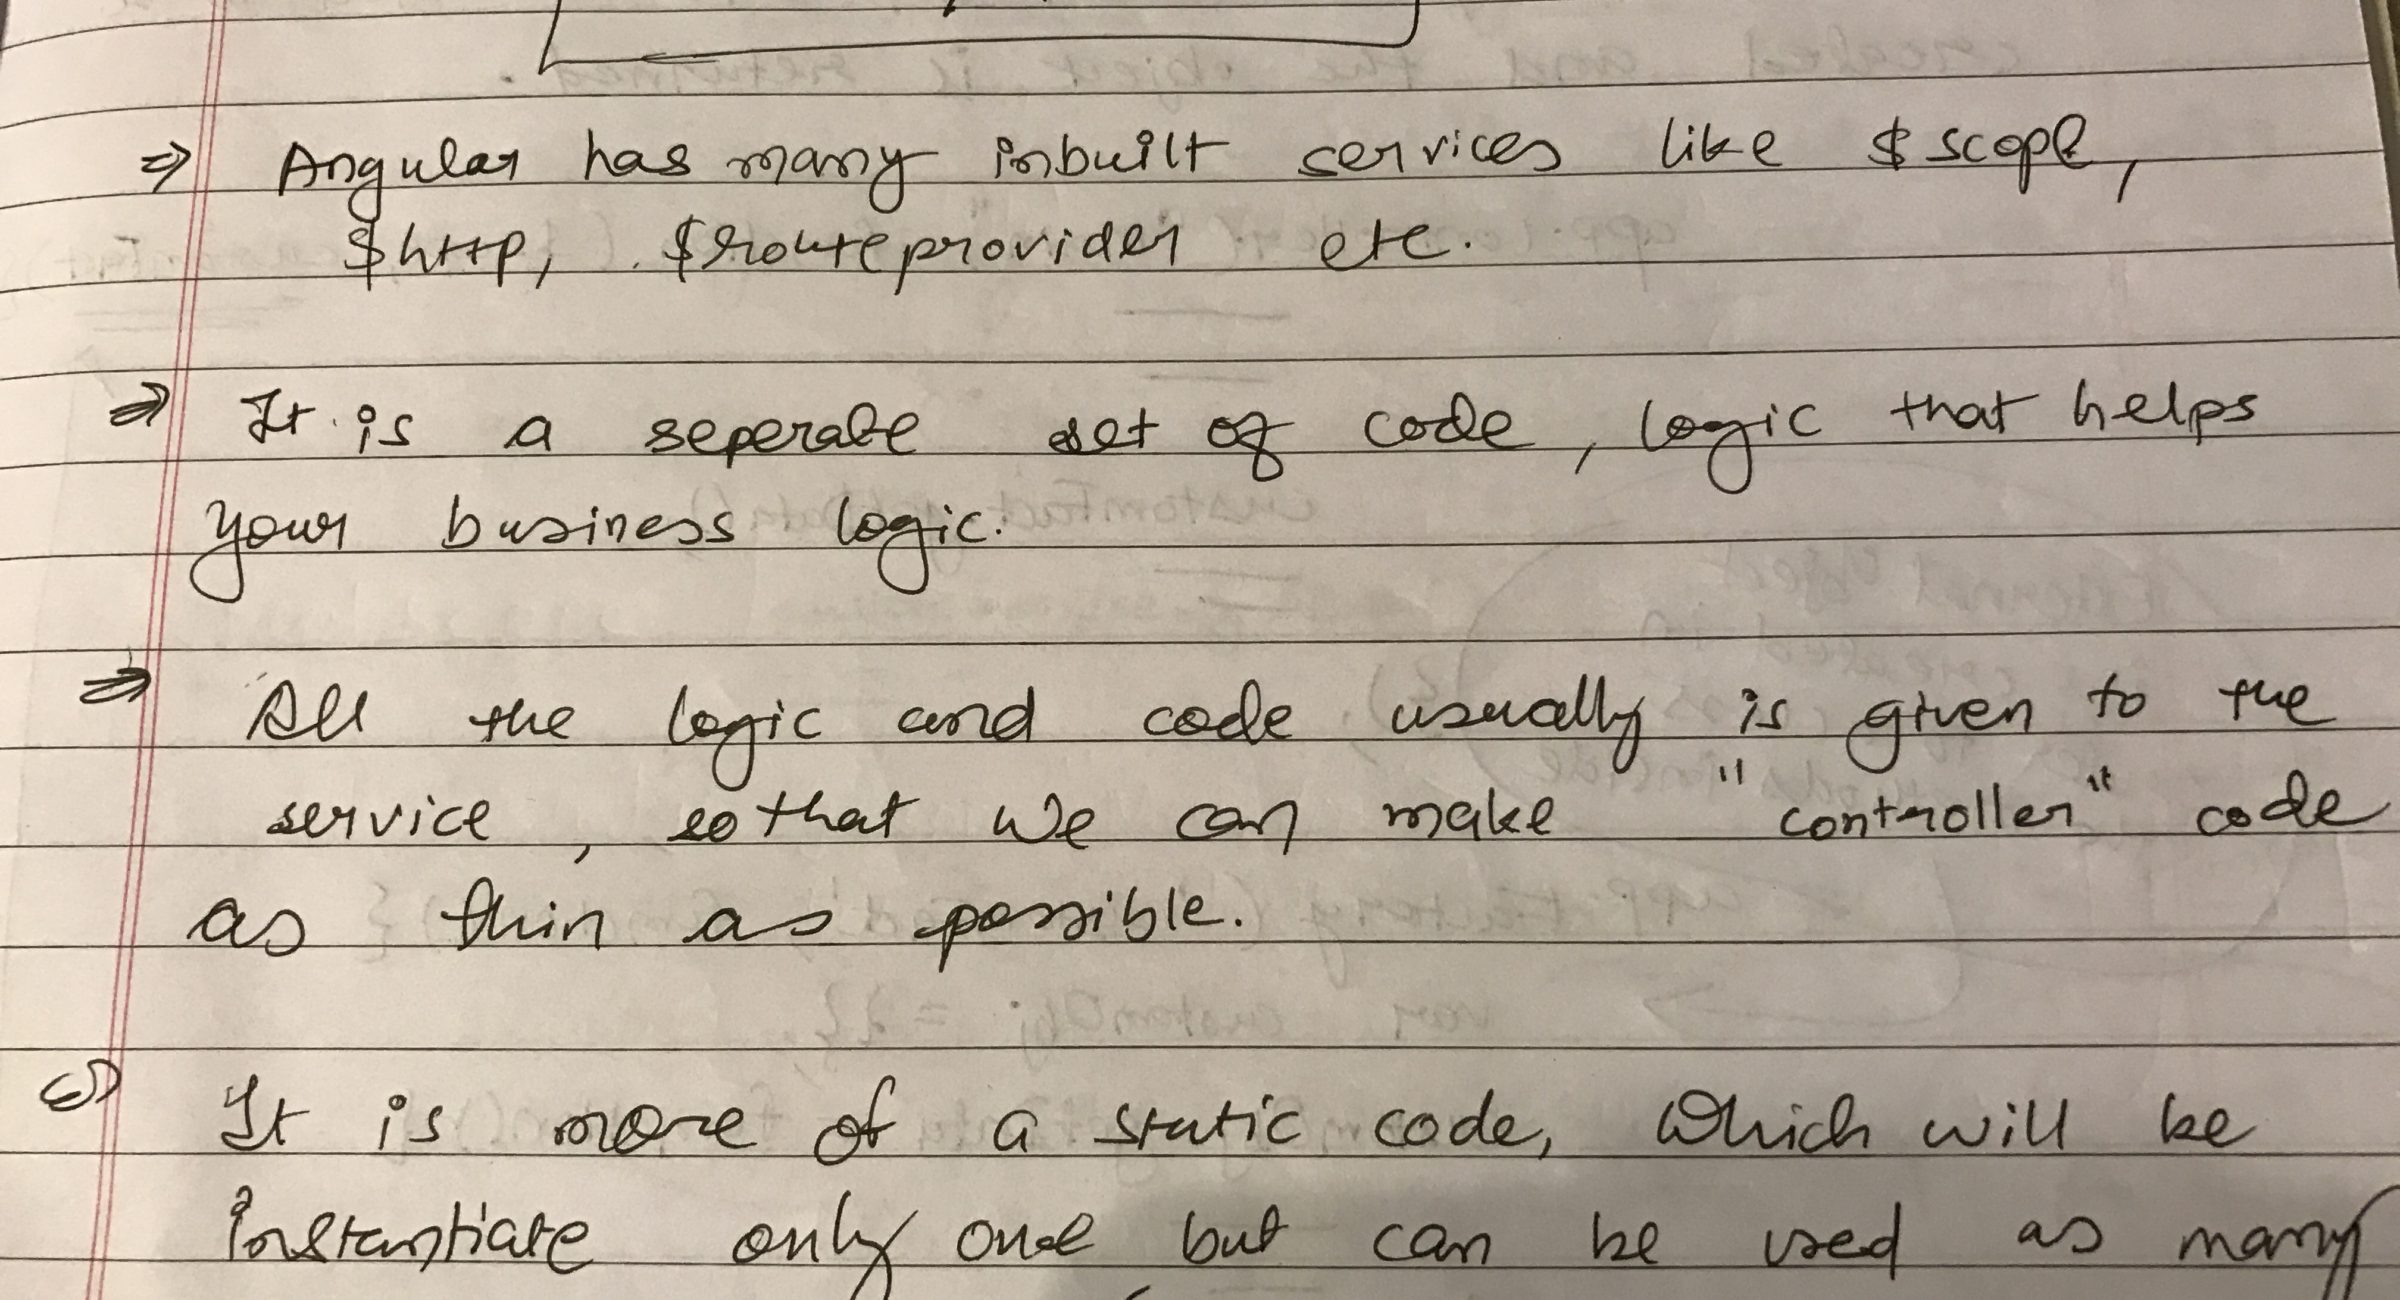 ⇒ Angular has many inbuilt services like $scope,
$http, $routeprovider etc.
⇒ It is a seperate set of code, logic that helps
your business logic.
⇒ All the logic and code usually is given to the
service, so that we can make "controller" code
as thin as possible.
⇒ It is more of a static code, which will be
instantiate only one but can be used as many